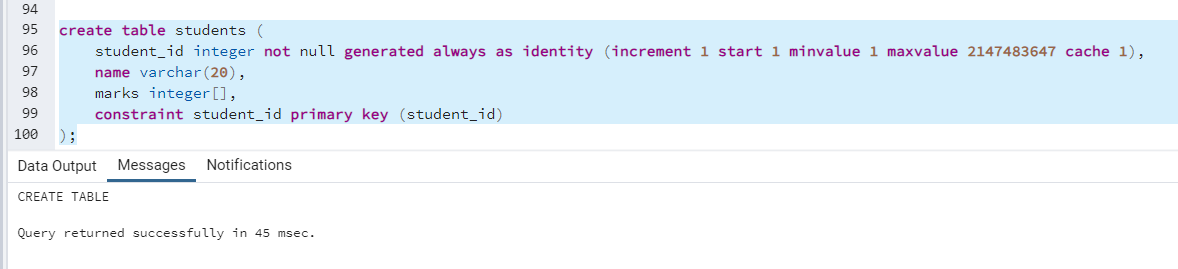 94
95 create table students (
96 student_id integer not null generated always as identity (increment 1 start 1 minvalue 1 maxvalue 2147483647 cache 1),
97 name varchar(20),
98 marks integer[],
99 constraint student_id primary key (student_id)
100 );
Data Output Messages Notifications
CREATE TABLE
Query returned successfully in 45 msec.